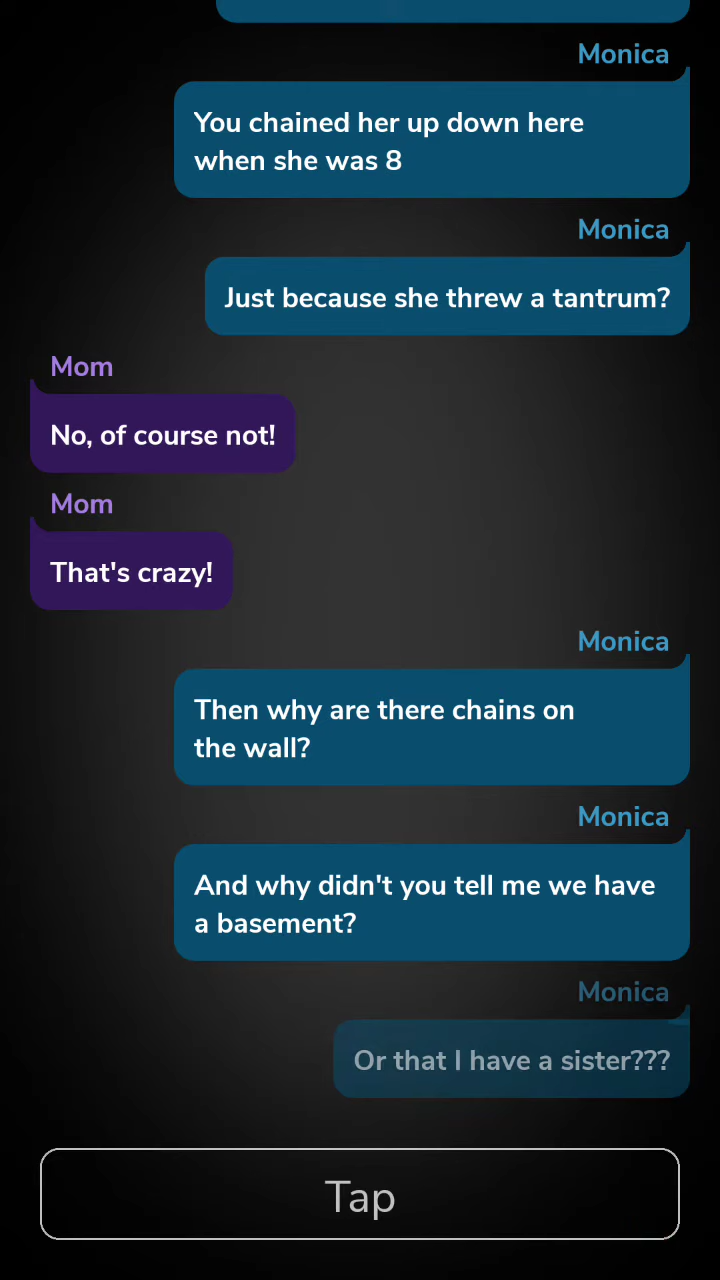 Monica
You chained her up down here
when she was 8
Monica
Just because she threw a tantrum?
Mom
No, of course not!
Mom
That's crazy!
Monica
Then why are there chains on
the wall?
Monica
And why didn't you tell me we have
a basement?
Monica
Or that I have a sister???
Tap